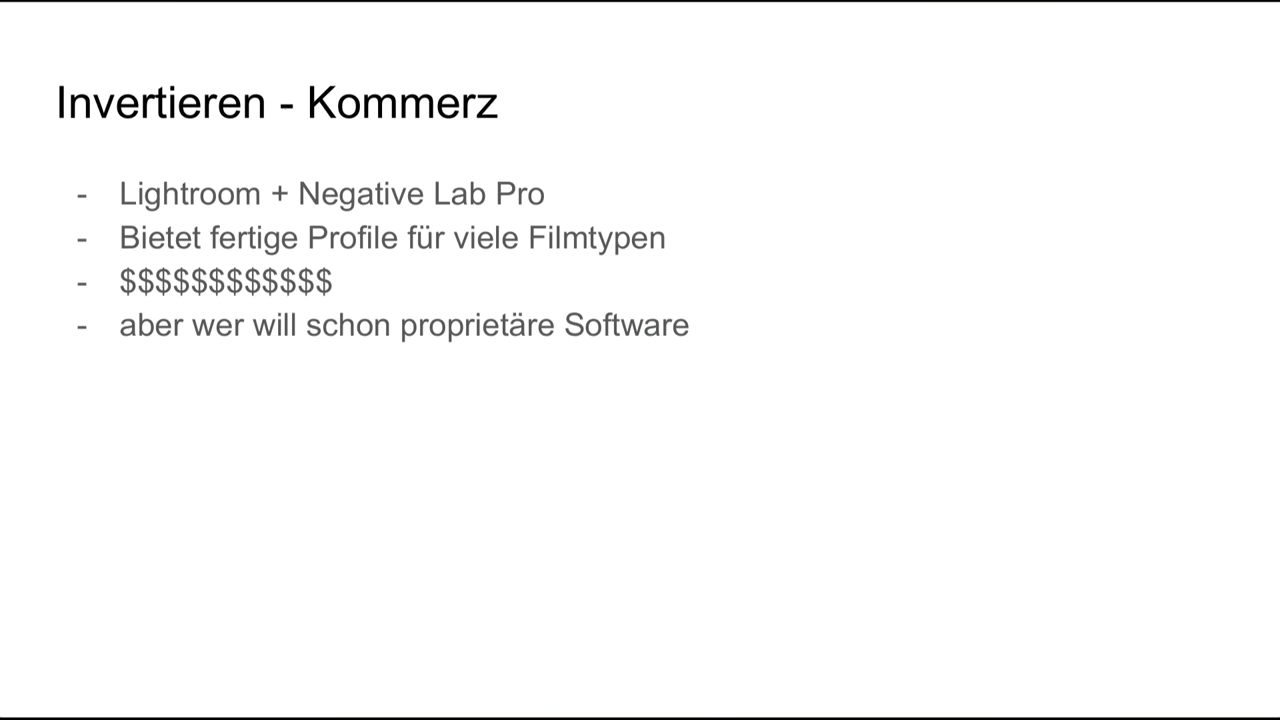 Invertieren - Kommerz
- Lightroom + Negative Lab Pro
- Bietet fertige Profile für viele Filmtypen
- $$$$$$$$$$$$
- aber wer will schon proprietäre Software